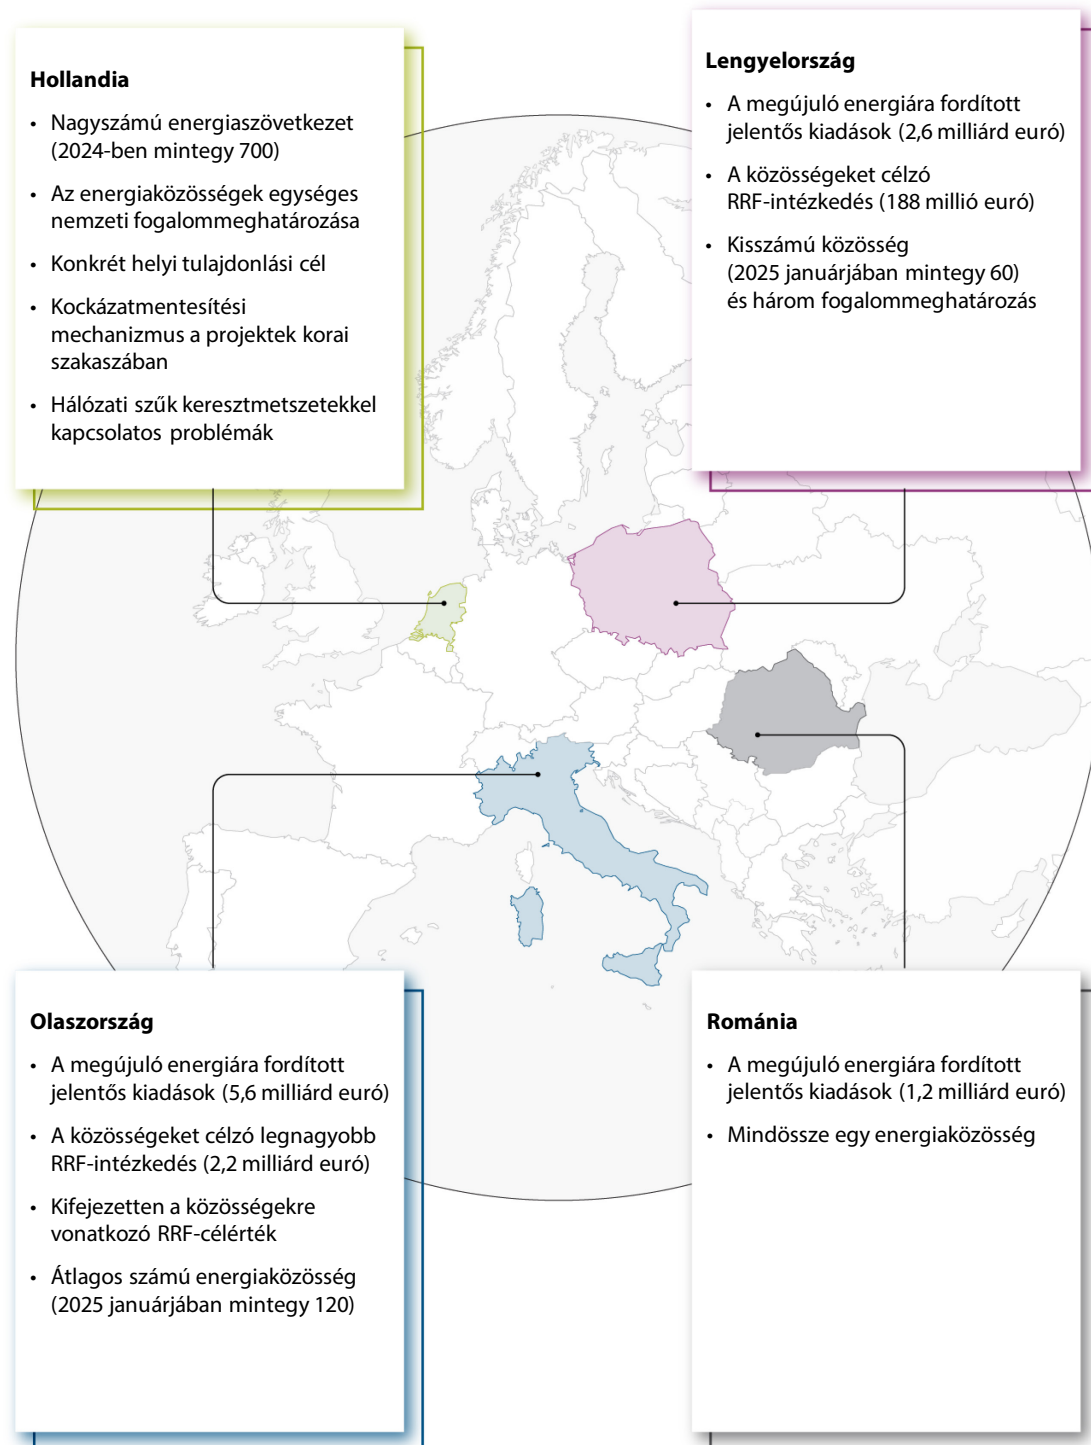 Hollandia
• Nagyszámú energiaszövetkezet
(2024-ben mintegy 700)
• Az energiaközösségek egységes
nemzeti fogalommeghatározása
• Konkrét helyi tulajdonlási cél
• Kockázatmentesítési
mechanizmus a projektek korai
szakaszában
• Hálózati szűk keresztmetszetekkel
kapcsolatos problémák
Lengyelország
• A megújuló energiára fordított
jelentős kiadások (2,6 milliárd euró)
• A közösségeket célzó
RRF-intézkedés (188 millió euró)
• Kisszámú közösség
(2025 januárjában mintegy 60)
és három fogalommeghatározás
Olaszország
• A megújuló energiára fordított
jelentős kiadások (5,6 milliárd euró)
• A közösségeket célzó legnagyobb
RRF-intézkedés (2,2 milliárd euró)
• Kifejezetten a közösségekre
vonatkozó RRF-célérték
• Átlagos számú energiaközösség
(2025 januárjában mintegy 120)
Románia
• A megújuló energiára fordított
jelentős kiadások (1,2 milliárd euró)
• Mindössze egy energiaközösség